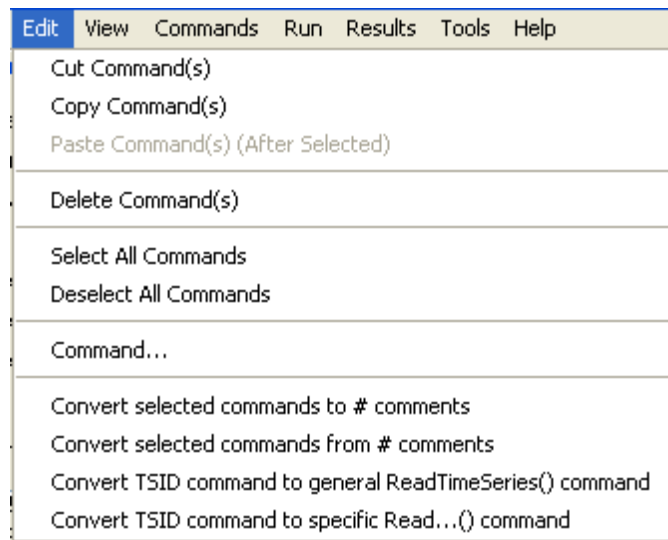 Edit View Commands Run Results Tools Help
Cut Command(s)
Copy Command(s)
Paste Command(s) (After Selected)
Delete Command(s)
Select All Commands
Deselect All Commands
Command...
Convert selected commands to # comments
Convert selected commands from # comments
Convert TSID command to general ReadTimeSeries() command
Convert TSID command to specific Read...() command